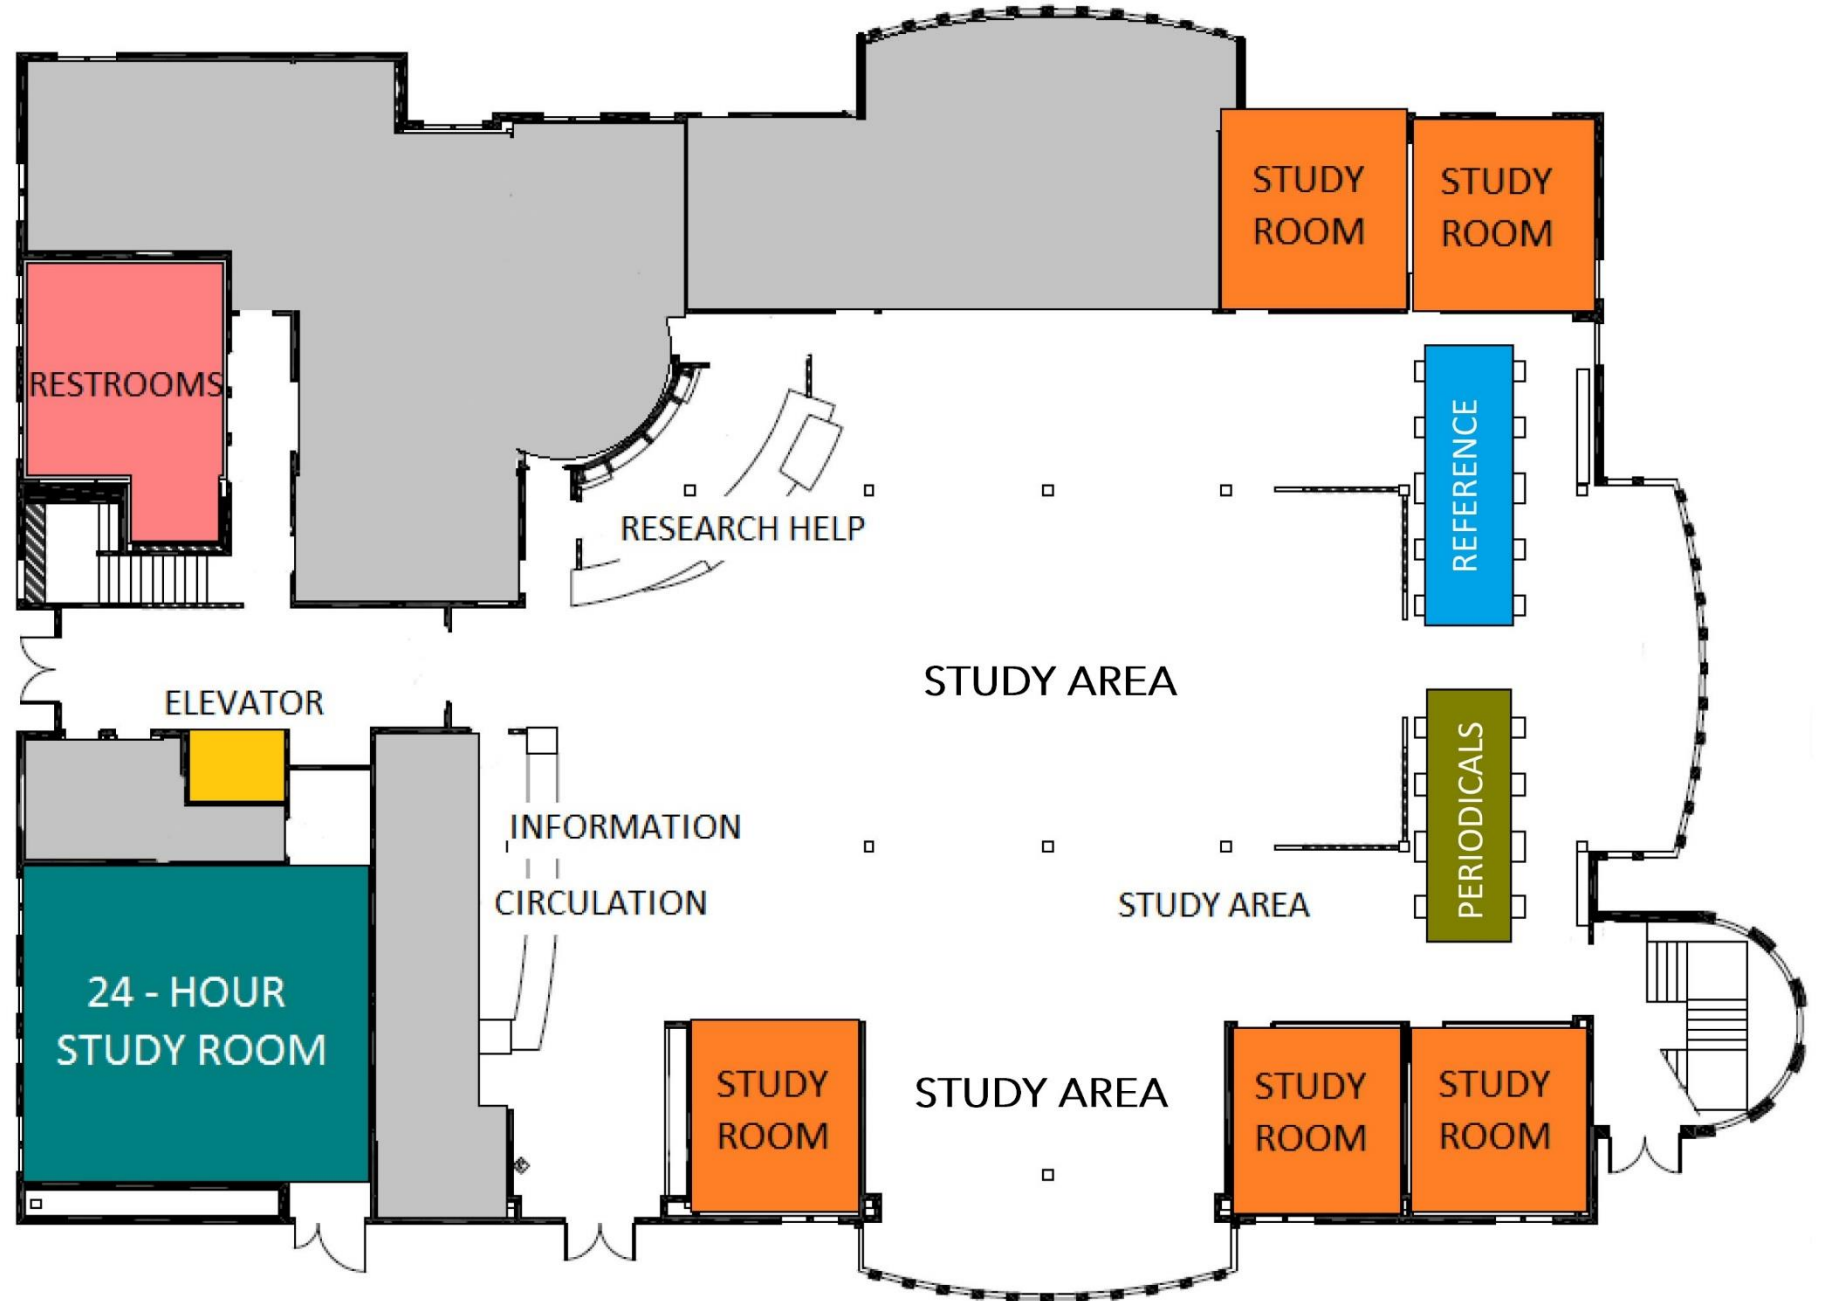 STUDY
ROOM
STUDY
ROOM
RESTROOMS
REFERENCE
RESEARCH HELP
STUDY AREA
ELEVATOR
PERIODICALS
INFORMATION
CIRCULATION
STUDY AREA
24 - HOUR
STUDY ROOM
STUDY
ROOM
STUDY AREA
STUDY
ROOM
STUDY
ROOM